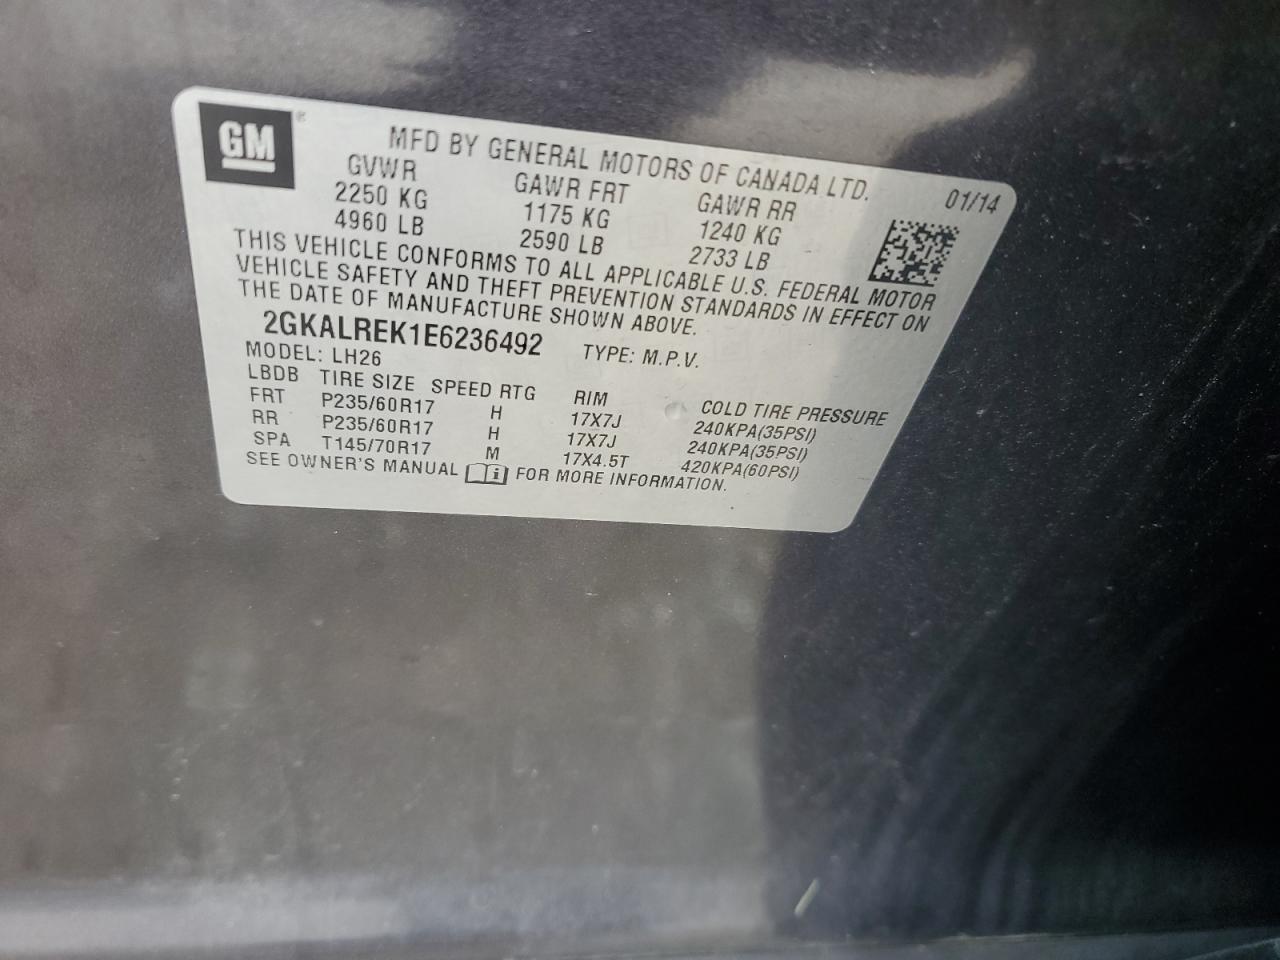 GM ®
MFD BY GENERAL MOTORS OF CANADA LTD.
01/14
GVWR GAWR FRT GAWR RR
2250 KG 1175 KG 1240 KG
4960 LB 2590 LB 2733 LB
THIS VEHICLE CONFORMS TO ALL APPLICABLE U.S. FEDERAL MOTOR
VEHICLE SAFETY AND THEFT PREVENTION STANDARDS IN EFFECT ON
THE DATE OF MANUFACTURE SHOWN ABOVE.
2GKALREK1E6236492 TYPE: M.P.V.
MODEL: LH26
LBDB TIRE SIZE SPEED RTG RIM COLD TIRE PRESSURE
FRT P235/60R17 H 17X7J 240KPA(35PSI)
RR P235/60R17 H 17X7J 240KPA(35PSI)
SPA T145/70R17 M 17X4.5T 420KPA(60PSI)
SEE OWNER'S MANUAL i FOR MORE INFORMATION.